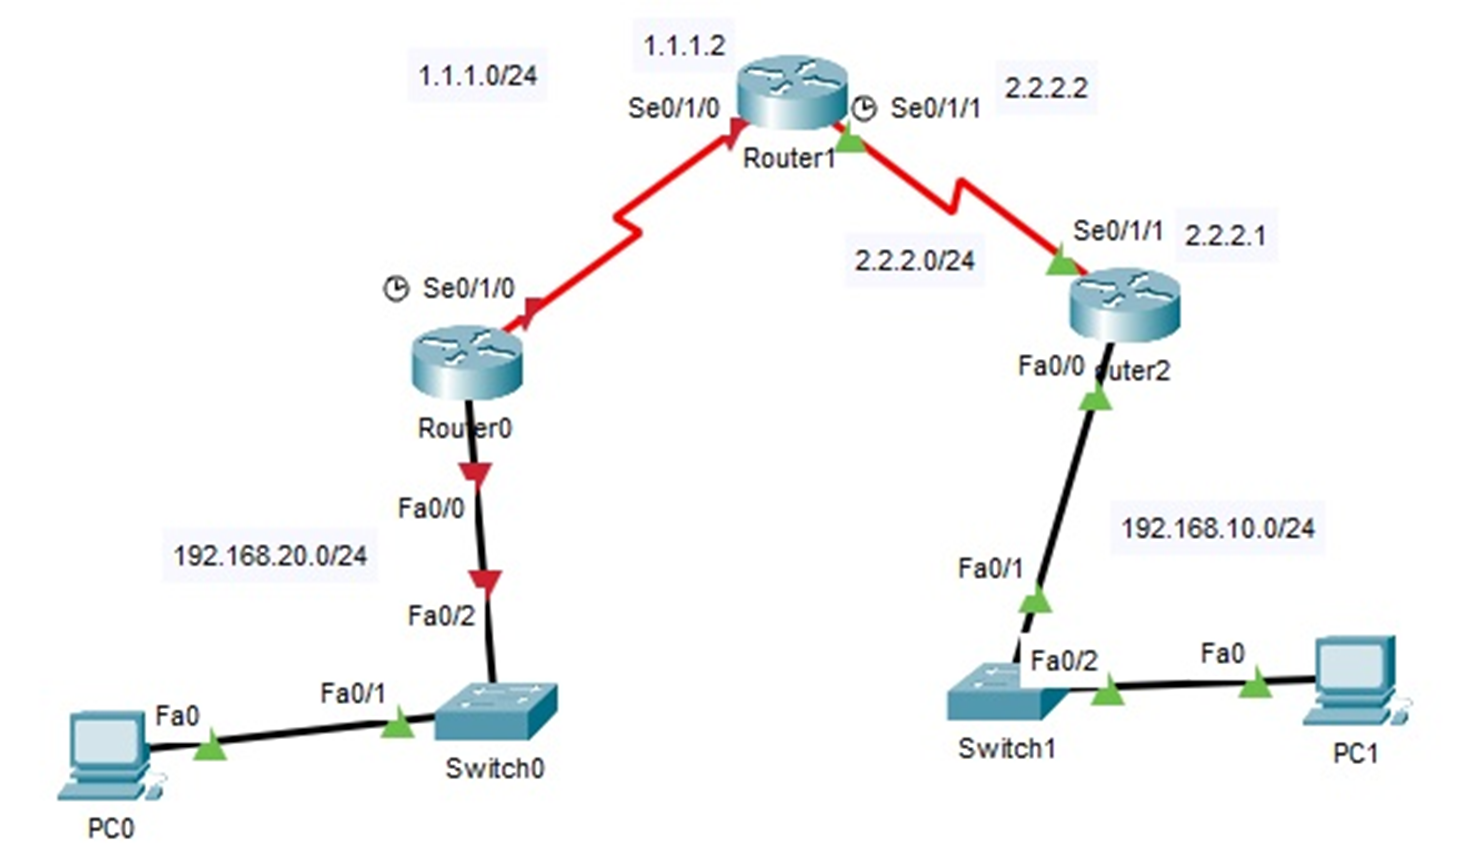 1.1.1.2
1.1.1.0/24
2.2.2.2
Se0/1/0
Se0/1/1
Router1
Se0/1/1
2.2.2.1
2.2.2.0/24
Se0/1/0
Fa0/0
outer2
Router0
Fa0/0
192.168.20.0/24
192.168.10.0/24
Fa0/1
Fa0/2
Fa0/2
Fa0
Fa0/1
Fa0
Switch1
PC1
Switch0
PC0